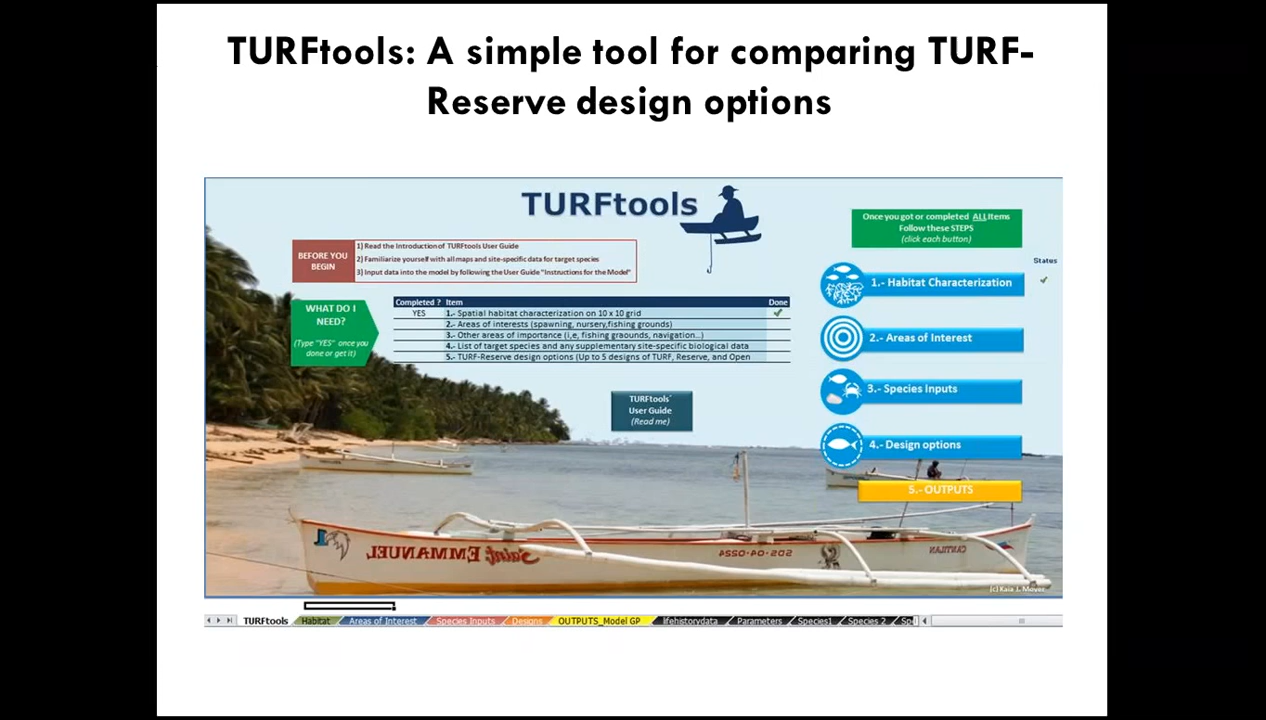 TURFtools: A simple tool for comparing TURF-
Reserve design options
TURFtools
BEFORE YOU
BEGIN
1) Read the Introduction of TURFtools User Guide
2) Familiarize yourself with all maps and site-specific data for target species
3) Input data into the model by following the User Guide "Instructions for the Model"
Once you got or completed ALL Items
Follow these STEPS
(click each button)
Status
WHAT DO I
NEED?
(Type "YES" once you
done or get it)
Completed ? Item Done
YES 1.- Spatial habitat characterization on 10 x 10 grid
2.- Areas of interests (spawning, nursery,fishing grounds)
3.- Other areas of importance (i,e, fishing graounds, navigation...)
4.- List of target species and any supplementary site-specific biological data
5.- TURF-Reserve design options (Up to 5 designs of TURF, Reserve, and Open
1.- Habitat Characterization
2.- Areas of Interest
3.- Species Inputs
4.- Design options
5.- OUTPUTS
TURFtools´
User Guide
(Read me)
Saint EMMANUEL
SOS-04-0224
CANTILAN
TURFtools Habitat Areas of Interest Species Inputs Designs OUTPUTS_Model GP lfehistorydata Parameters Species1 Species 2